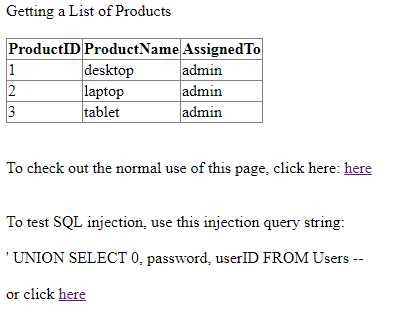 Getting a List of Products
ProductID ProductName AssignedTo
1 desktop admin
2 laptop admin
3 tablet admin
To check out the normal use of this page, click here: here
To test SQL injection, use this injection query string:
' UNION SELECT 0, password, userID FROM Users --
or click here